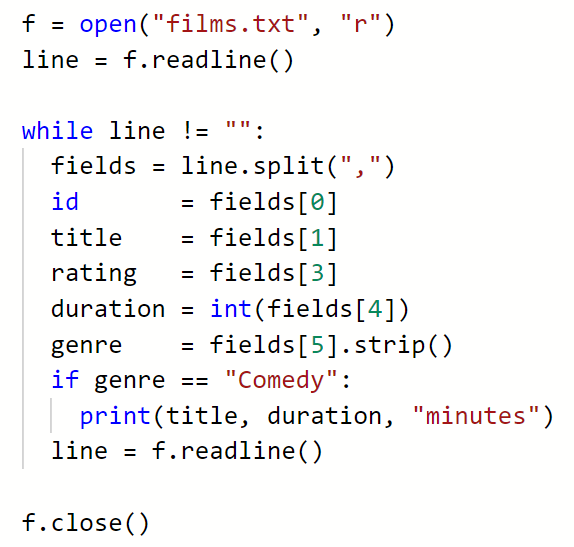 f = open("films.txt", "r")
line = f.readline()

while line != "":
  fields = line.split(",")
  id       = fields[0]
  title    = fields[1]
  rating   = fields[3]
  duration = int(fields[4])
  genre    = fields[5].strip()
  if genre == "Comedy":
    print(title, duration, "minutes")
  line = f.readline()

f.close()